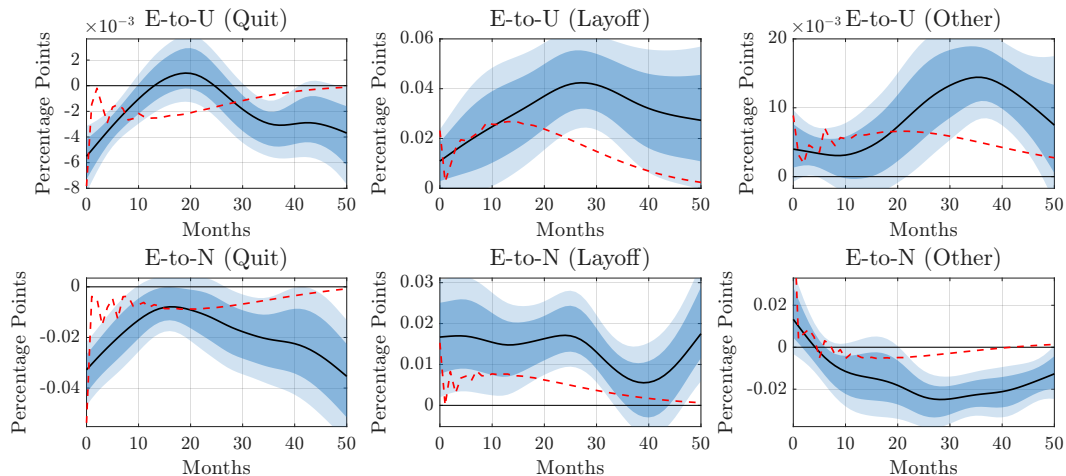 ×10⁻³ E-to-U (Quit)
Percentage Points
2
0
-2
-4
-6
-8
0 10 20 30 40 50
Months
E-to-U (Layoff)
Percentage Points
0.06
0.04
0.02
0
0 10 20 30 40 50
Months
×10⁻³ E-to-U (Other)
Percentage Points
20
10
0
0 10 20 30 40 50
Months
E-to-N (Quit)
Percentage Points
0
-0.02
-0.04
0 10 20 30 40 50
Months
E-to-N (Layoff)
Percentage Points
0.03
0.02
0.01
0
0 10 20 30 40 50
Months
E-to-N (Other)
Percentage Points
0.02
0
-0.02
0 10 20 30 40 50
Months